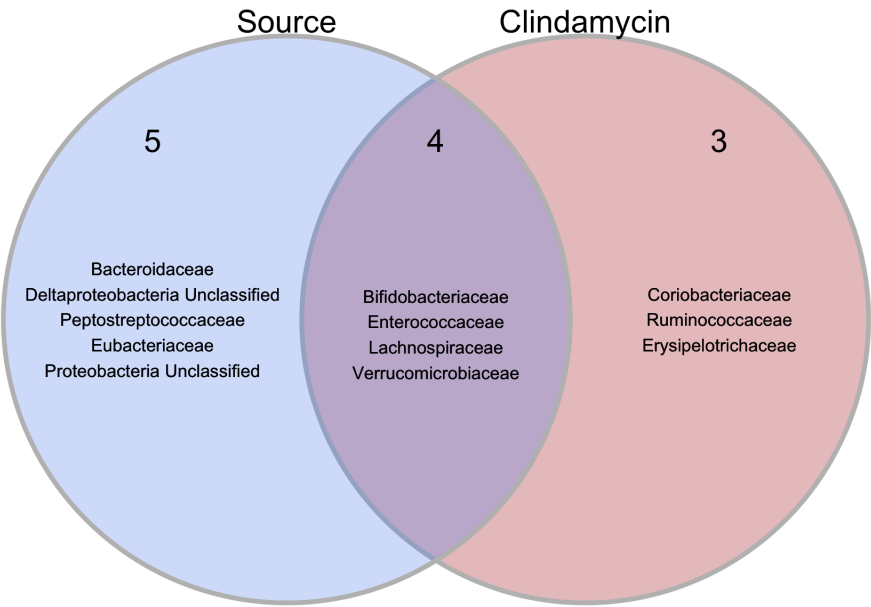 Source
Clindamycin
5
4
3
Bacteroidaceae
Deltaproteobacteria Unclassified
Peptostreptococcaceae
Eubacteriaceae
Proteobacteria Unclassified
Bifidobacteriaceae
Enterococcaceae
Lachnospiraceae
Verrucomicrobiaceae
Coriobacteriaceae
Ruminococcaceae
Erysipelotrichaceae